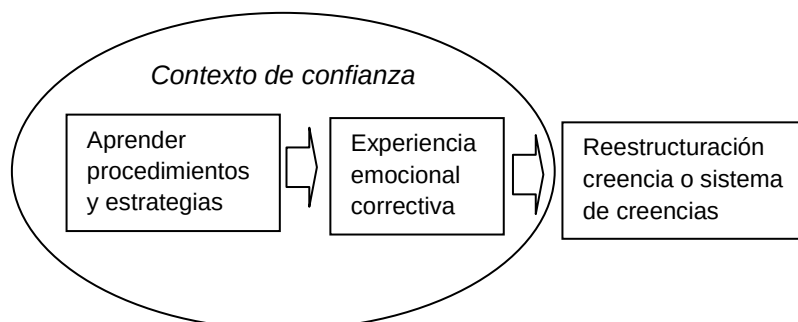 Contexto de confianza
Aprender
procedimientos
y estrategias
Experiencia
emocional
correctiva
Reestructuración
creencia o sistema
de creencias